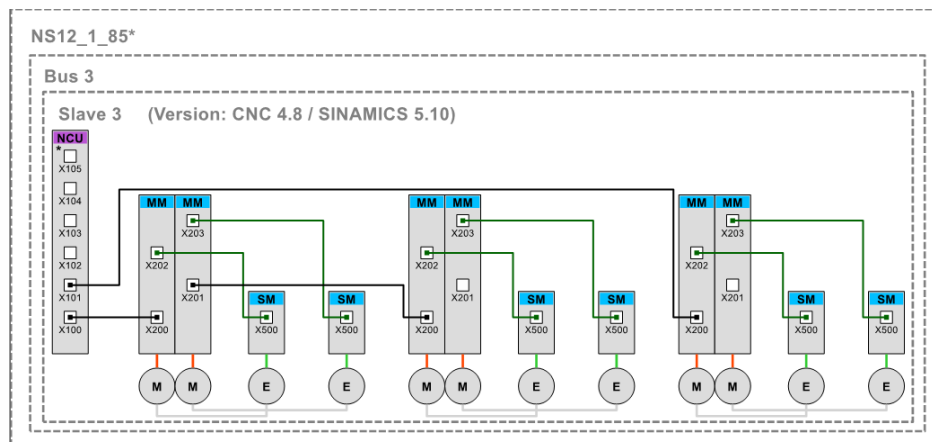 NS12_1_85*
Bus 3
Slave 3 (Version: CNC 4.8 / SINAMICS 5.10)
NCU
*
X105
X104
X103
X102
X101
X100
MM MM
X203
X202
X201
X200
SM
X500
SM
X500
M M E E
MM MM
X203
X202
X201
X200
SM
X500
SM
X500
M M E E
MM MM
X203
X202
X201
X200
SM
X500
SM
X500
M M E E